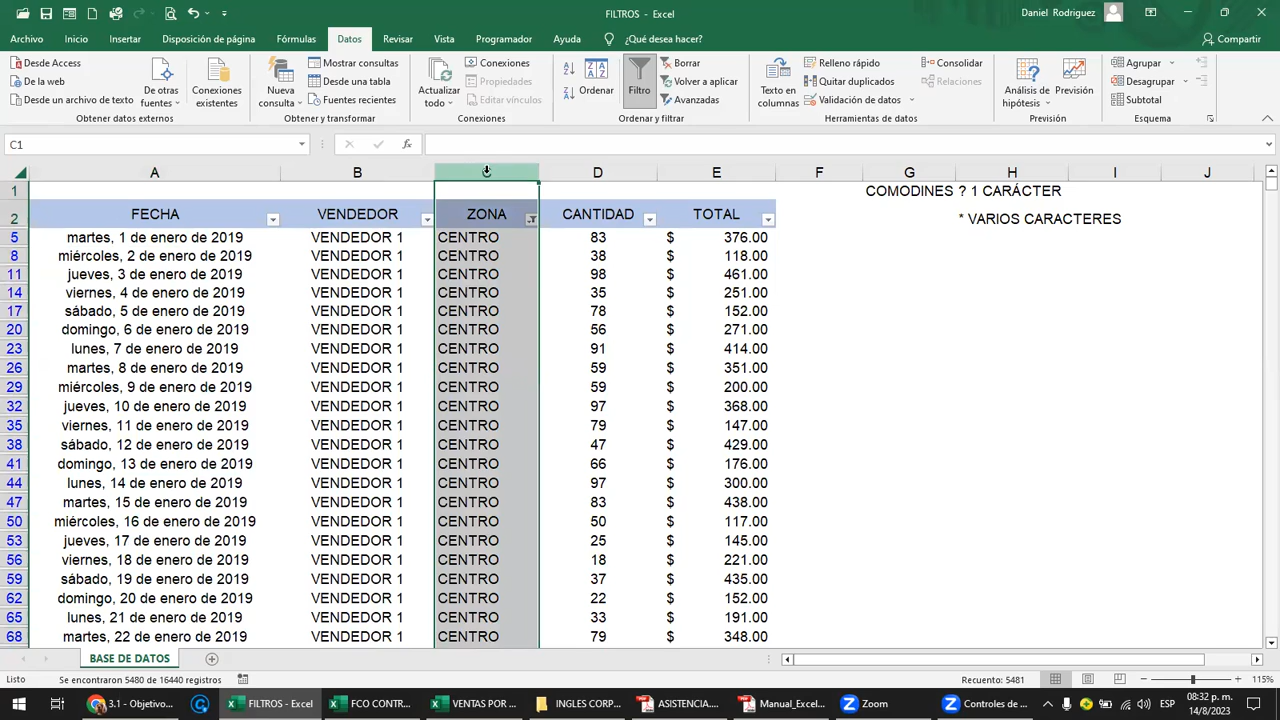 FILTROS - Excel
Daniel Rodriguez
Archivo Inicio Insertar Disposición de página Fórmulas Datos Revisar Vista Programador Ayuda ¿Qué desea hacer? Compartir
Desde Access
De la web
Desde un archivo de texto
De otras fuentes
Conexiones existentes
Obtener datos externos
Nueva consulta
Mostrar consultas
Desde una tabla
Fuentes recientes
Obtener y transformar
Actualizar todo
Conexiones
Propiedades
Editar vínculos
Conexiones
Ordenar
Filtro
Borrar
Volver a aplicar
Avanzadas
Ordenar y filtrar
Texto en columnas
Relleno rápido
Quitar duplicados
Validación de datos
Consolidar
Relaciones
Herramientas de datos
Análisis de hipótesis
Previsión
Previsión
Agrupar
Desagrupar
Subtotal
Esquema
C1 fx
A B C D E F G H I J
1 COMODINES ? 1 CARÁCTER
2 FECHA VENDEDOR ZONA CANTIDAD TOTAL * VARIOS CARACTERES
5 martes, 1 de enero de 2019 VENDEDOR 1 CENTRO 83 $ 376.00
8 miércoles, 2 de enero de 2019 VENDEDOR 1 CENTRO 38 $ 118.00
11 jueves, 3 de enero de 2019 VENDEDOR 1 CENTRO 98 $ 461.00
14 viernes, 4 de enero de 2019 VENDEDOR 1 CENTRO 35 $ 251.00
17 sábado, 5 de enero de 2019 VENDEDOR 1 CENTRO 78 $ 152.00
20 domingo, 6 de enero de 2019 VENDEDOR 1 CENTRO 56 $ 271.00
23 lunes, 7 de enero de 2019 VENDEDOR 1 CENTRO 91 $ 414.00
26 martes, 8 de enero de 2019 VENDEDOR 1 CENTRO 59 $ 351.00
29 miércoles, 9 de enero de 2019 VENDEDOR 1 CENTRO 59 $ 200.00
32 jueves, 10 de enero de 2019 VENDEDOR 1 CENTRO 97 $ 368.00
35 viernes, 11 de enero de 2019 VENDEDOR 1 CENTRO 79 $ 147.00
38 sábado, 12 de enero de 2019 VENDEDOR 1 CENTRO 47 $ 429.00
41 domingo, 13 de enero de 2019 VENDEDOR 1 CENTRO 66 $ 176.00
44 lunes, 14 de enero de 2019 VENDEDOR 1 CENTRO 97 $ 300.00
47 martes, 15 de enero de 2019 VENDEDOR 1 CENTRO 83 $ 438.00
50 miércoles, 16 de enero de 2019 VENDEDOR 1 CENTRO 50 $ 117.00
53 jueves, 17 de enero de 2019 VENDEDOR 1 CENTRO 25 $ 145.00
56 viernes, 18 de enero de 2019 VENDEDOR 1 CENTRO 18 $ 221.00
59 sábado, 19 de enero de 2019 VENDEDOR 1 CENTRO 37 $ 435.00
62 domingo, 20 de enero de 2019 VENDEDOR 1 CENTRO 22 $ 152.00
65 lunes, 21 de enero de 2019 VENDEDOR 1 CENTRO 33 $ 191.00
68 martes, 22 de enero de 2019 VENDEDOR 1 CENTRO 79 $ 348.00
BASE DE DATOS
Listo Se encontraron 5480 de 16440 registros Recuento: 5481 115%
3.1 - Objetivo... FILTROS - Excel FCO CONTR... VENTAS POR ... INGLES CORP... ASISTENCIA.... Manual_Exce... Zoom Controles de ... ESP 08:32 p. m.
14/8/2023